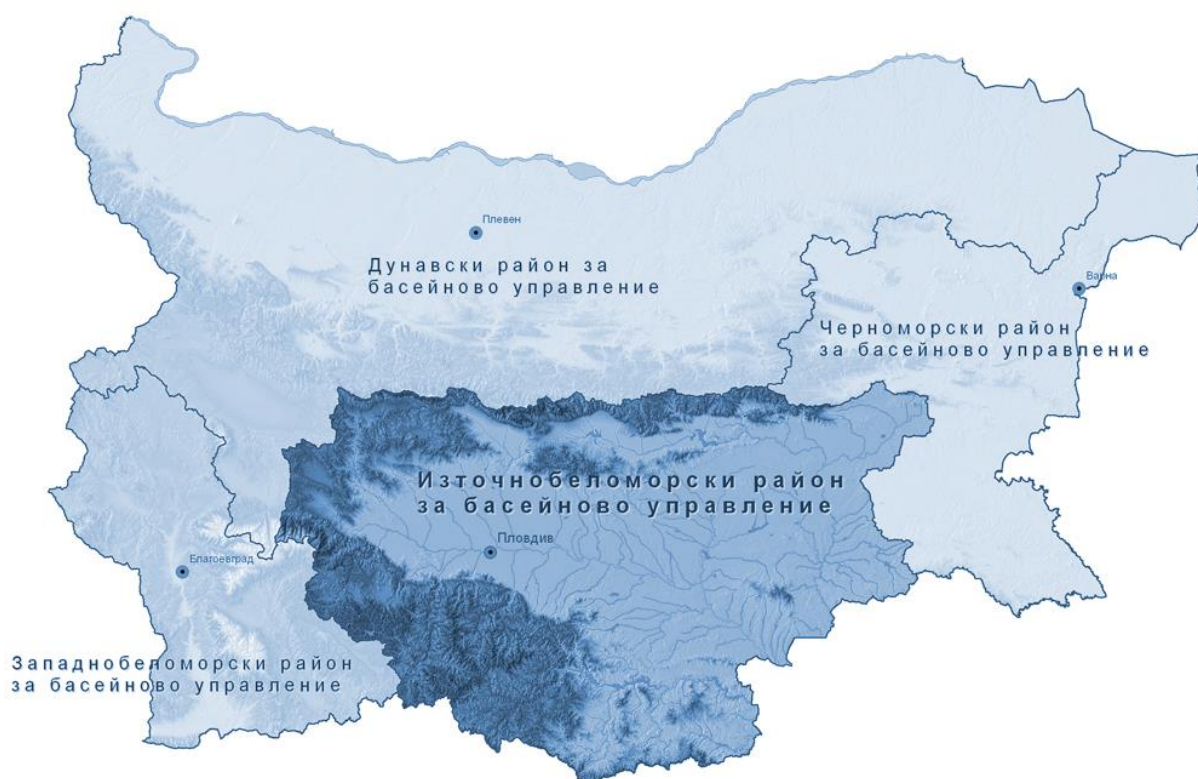 Плевен
Дунавски район за
басейново управление
Варна
Черноморски район
за басейново управление
Източнобеломорски район
за басейново управление
Пловдив
Благоевград
Западнобеломорски район
за басейново управление